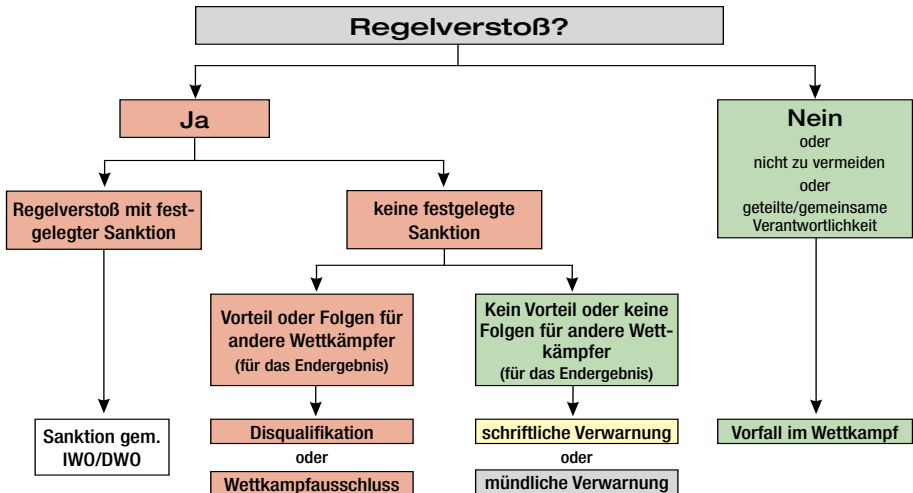 Regelverstoß?
Ja
Nein
oder
nicht zu vermeiden
oder
geteilte/gemeinsame
Verantwortlichkeit
Regelverstoß mit fest-
gelegter Sanktion
keine festgelegte
Sanktion
Vorteil oder Folgen für
andere Wettkämpfer
(für das Endergebnis)
Kein Vorteil oder keine
Folgen für andere Wett-
kämpfer
(für das Endergebnis)
Sanktion gem.
IWO/DWO
Disqualifikation
oder
Wettkampfausschluss
schriftliche Verwarnung
oder
mündliche Verwarnung
Vorfall im Wettkampf